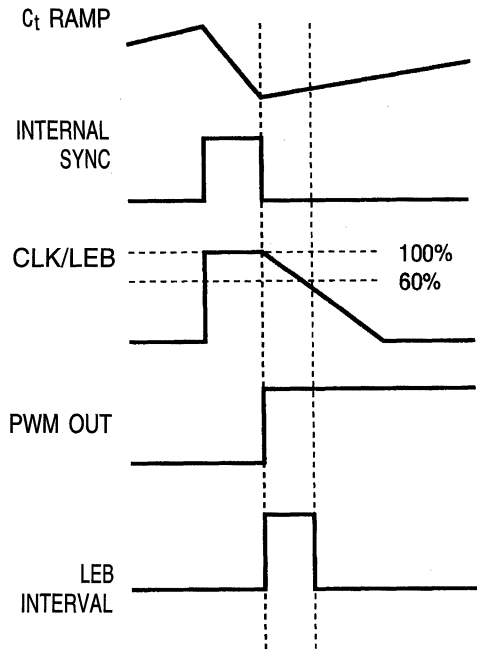 Ct RAMP
INTERNAL
SYNC
CLK/LEB
100%
60%
PWM OUT
LEB
INTERVAL